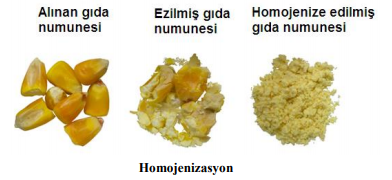 Alınan gıda
numunesi
Ezilmiş gıda
numunesi
Homojenize edilmiş
gıda numunesi
Homojenizasyon